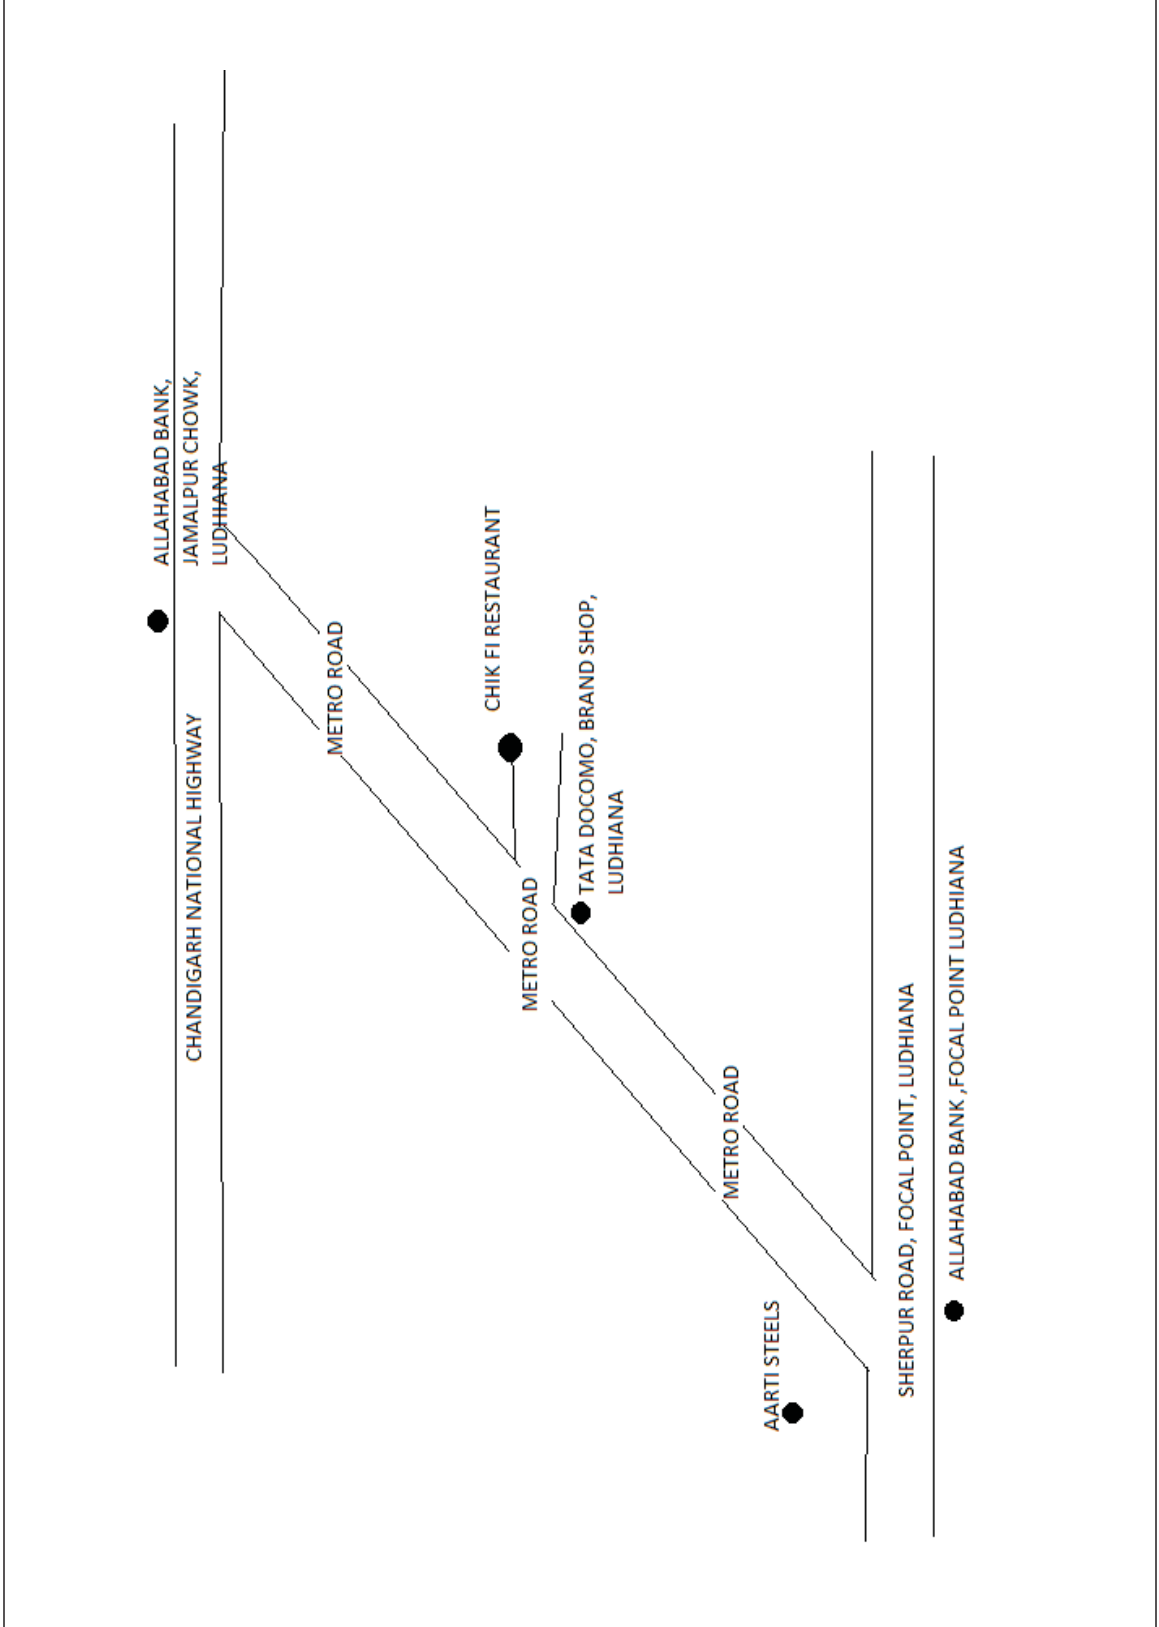 ALLAHABAD BANK,
JAMALPUR CHOWK,
LUDHIANA
CHANDIGARH NATIONAL HIGHWAY
METRO ROAD
CHIK FI RESTAURANT
METRO ROAD
TATA DOCOMO, BRAND SHOP,
LUDHIANA
METRO ROAD
AARTI STEELS
SHERPUR ROAD, FOCAL POINT, LUDHIANA
ALLAHABAD BANK ,FOCAL POINT LUDHIANA